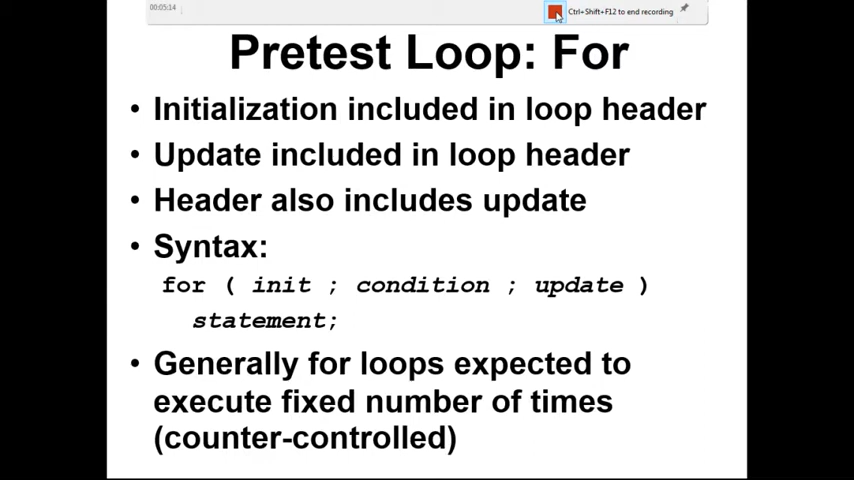 00:05:14
Ctrl+Shift+F12 to end recording
Pretest Loop: For
• Initialization included in loop header
• Update included in loop header
• Header also includes update
• Syntax:
for ( init ; condition ; update )
statement;
• Generally for loops expected to
execute fixed number of times
(counter-controlled)